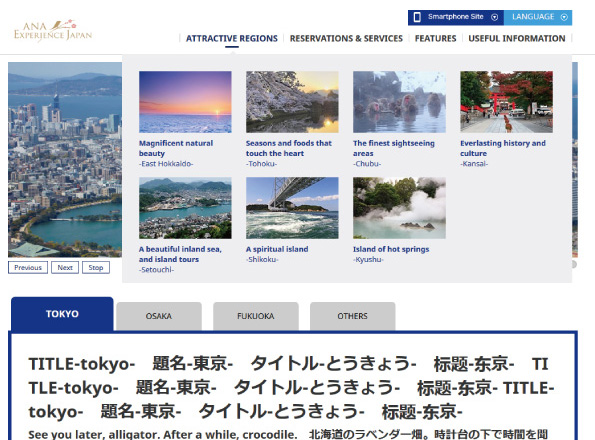 ANA
EXPERIENCE JAPAN
Smartphone Site
LANGUAGE
ATTRACTIVE REGIONS
RESERVATIONS & SERVICES
FEATURES
USEFUL INFORMATION
Magnificent natural
beauty
-East Hokkaido-
Seasons and foods that
touch the heart
-Tohoku-
The finest sightseeing
areas
-Chubu-
Everlasting history and
culture
-Kansai-
A beautiful inland sea,
and island tours
-Setouchi-
A spiritual island
-Shikoku-
Island of hot springs
-Kyushu-
Previous
Next
Stop
TOKYO
OSAKA
FUKUOKA
OTHERS
TITLE-tokyo-　題名-東京-　タイトル-とうきょう-　标题-东京-　TI
TLE-tokyo-　題名-東京-　タイトル-とうきょう-　标题-东京- TITLE-
tokyo-　題名-東京-　タイトル-とうきょう-　标题-东京-
See you later, alligator. After a while, crocodile.　北海道のラベンダー畑。時計台の下で時間を聞